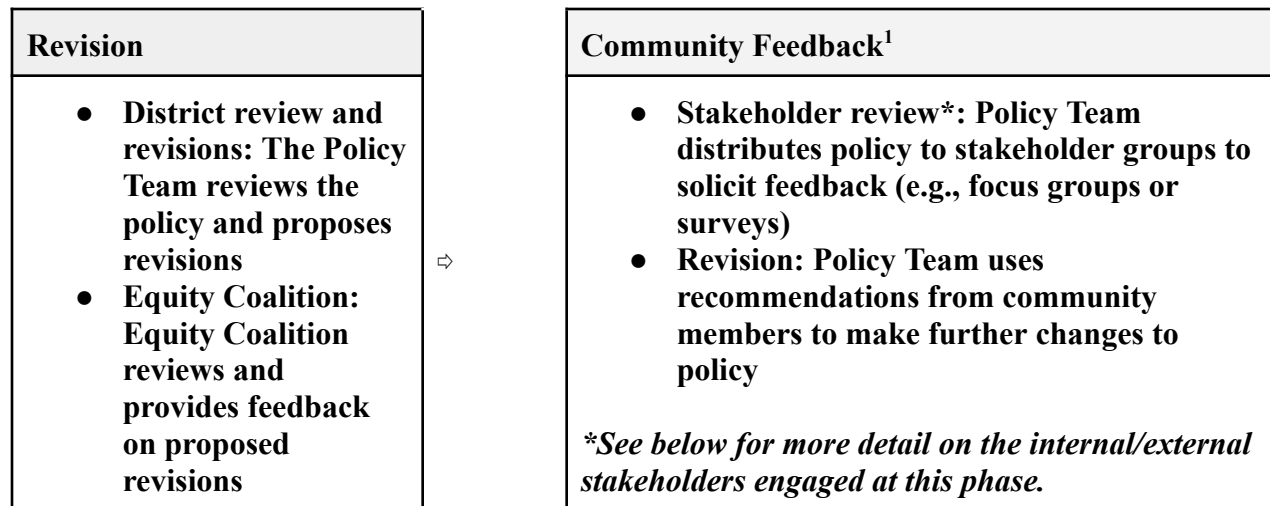 Revision
● District review and
revisions: The Policy
Team reviews the
policy and proposes
revisions
● Equity Coalition:
Equity Coalition
reviews and
provides feedback
on proposed
revisions
⇨
Community Feedback¹
● Stakeholder review*: Policy Team
distributes policy to stakeholder groups to
solicit feedback (e.g., focus groups or
surveys)
● Revision: Policy Team uses
recommendations from community
members to make further changes to
policy
*See below for more detail on the internal/external
stakeholders engaged at this phase.